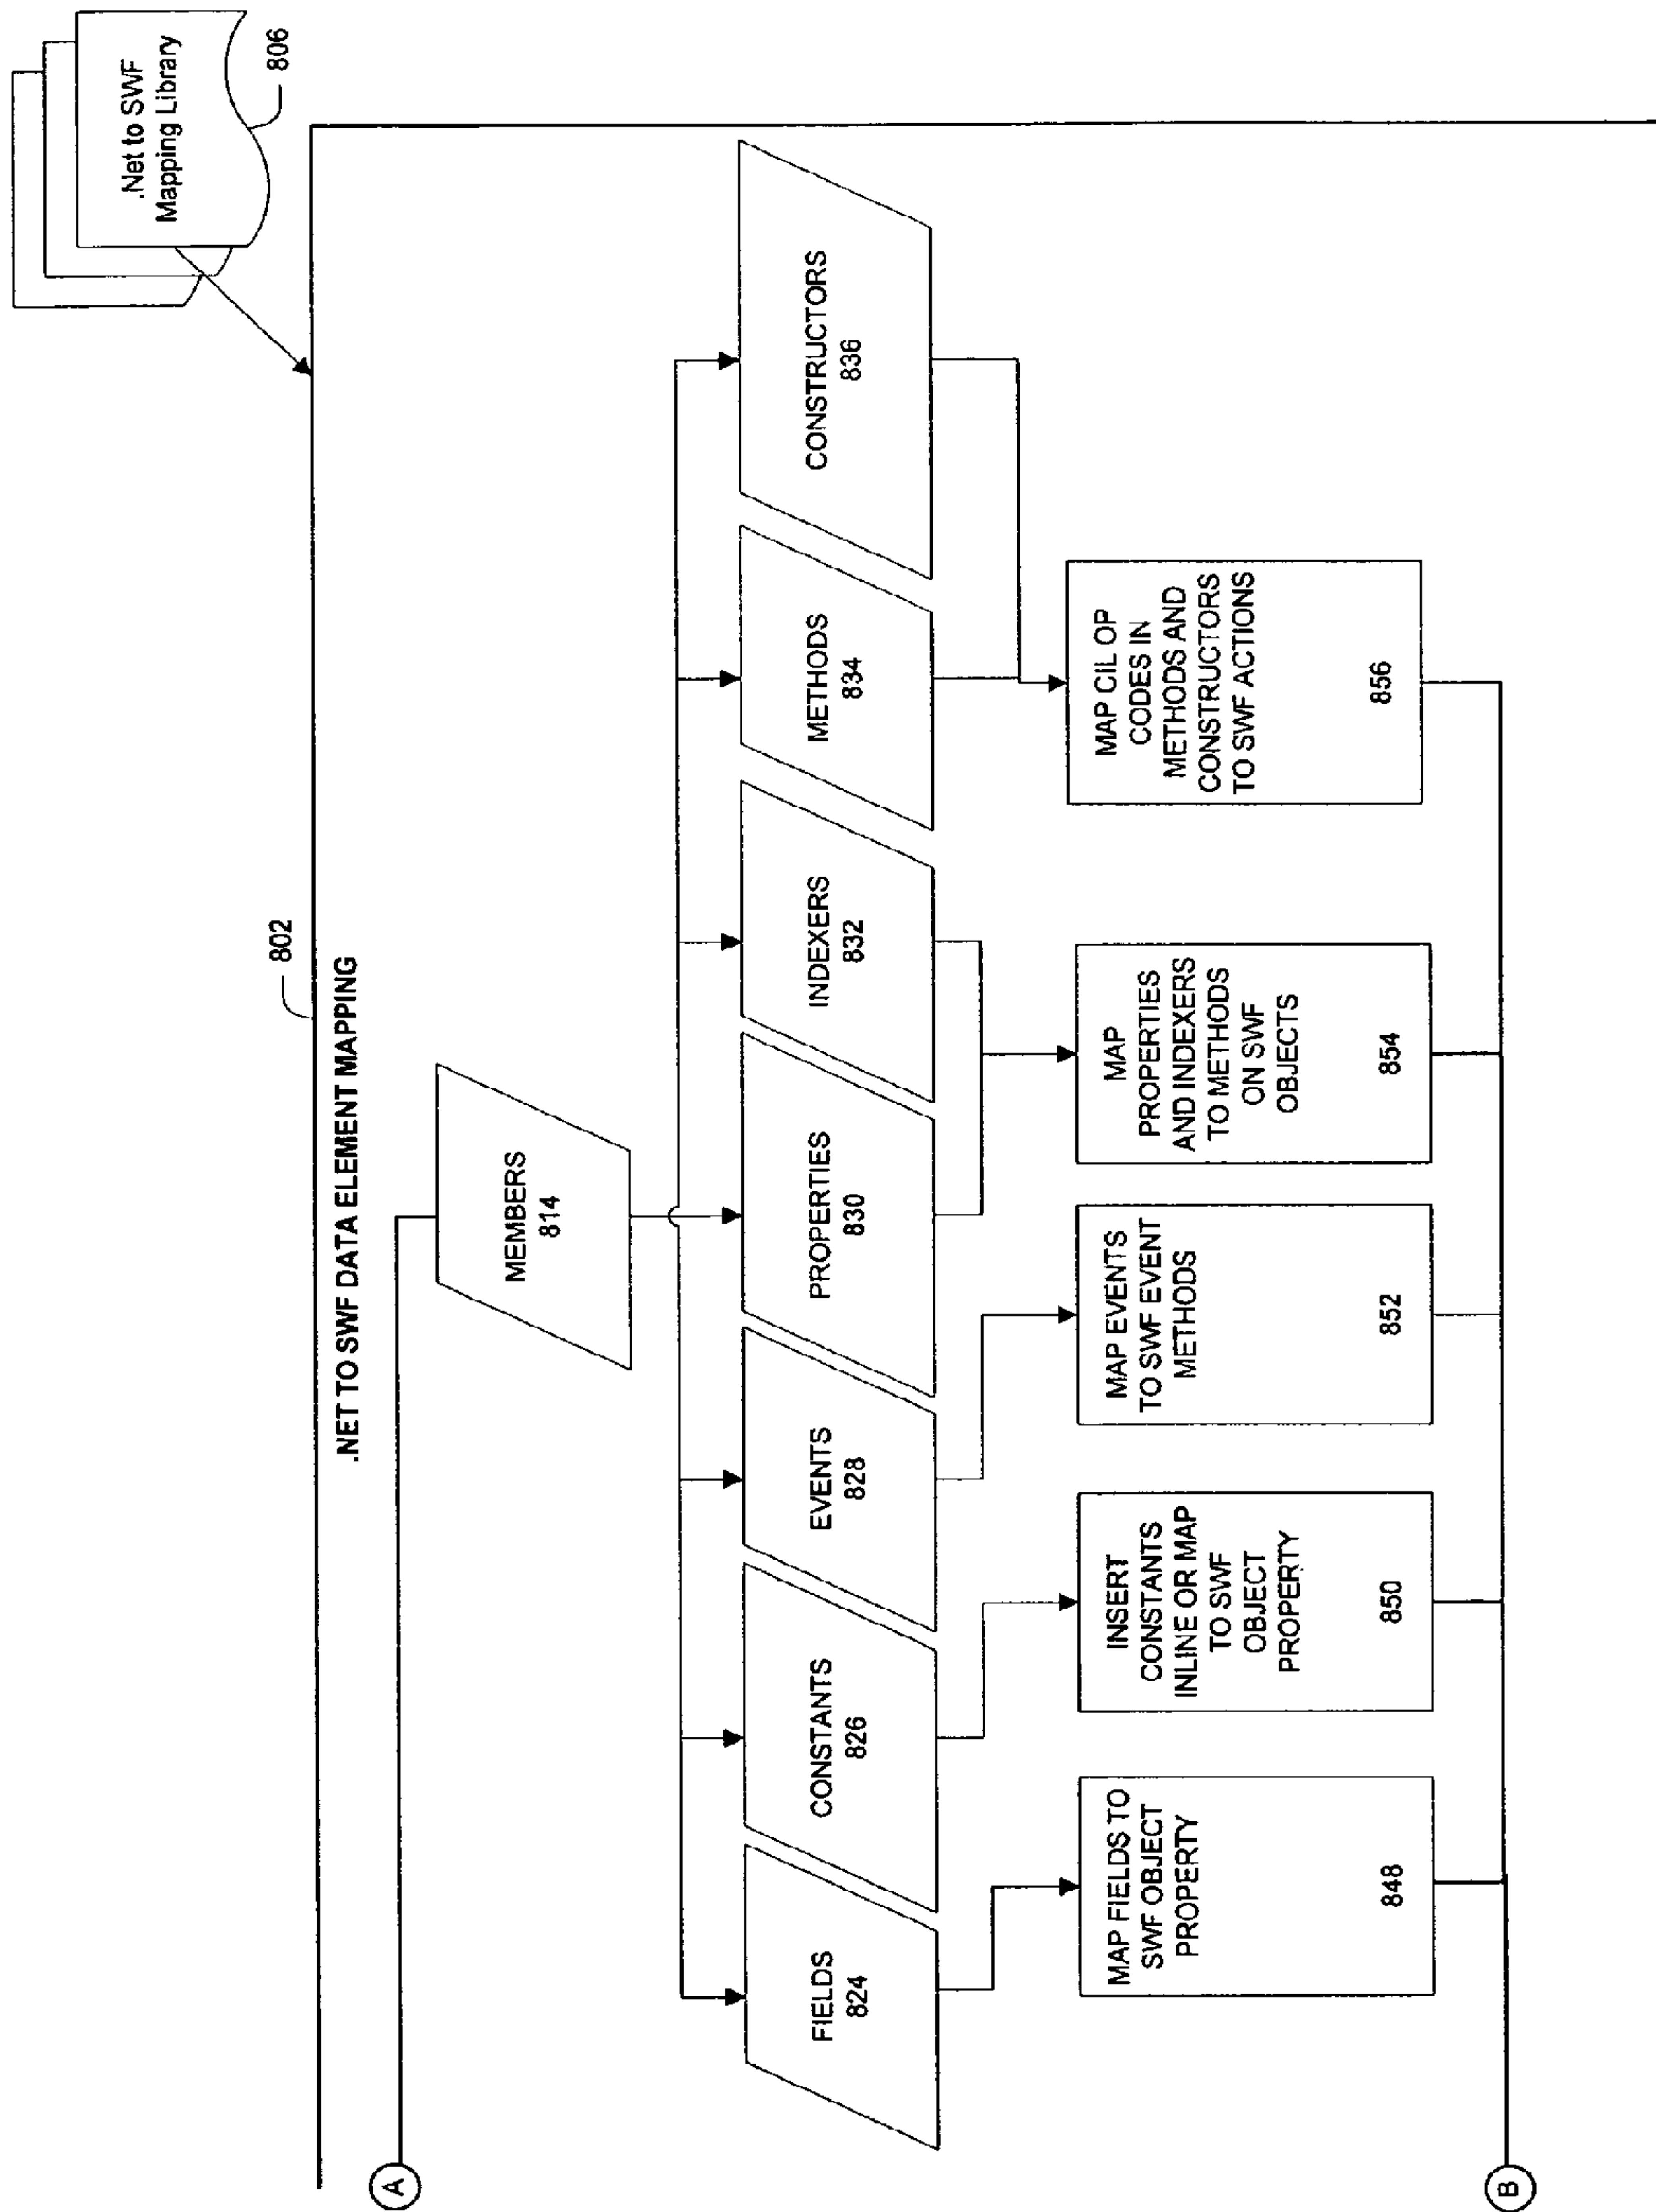 .Net to SWF
Mapping Library
806
802
.NET TO SWF DATA ELEMENT MAPPING
A
MEMBERS
814
FIELDS
824
CONSTANTS
826
EVENTS
828
PROPERTIES
830
INDEXERS
832
METHODS
834
CONSTRUCTORS
836
MAP FIELDS TO
SWF OBJECT
PROPERTY
848
INSERT
CONSTANTS
INLINE OR MAP
TO SWF
OBJECT
PROPERTY
850
MAP EVENTS
TO SWF EVENT
METHODS
852
MAP
PROPERTIES
AND INDEXERS
TO METHODS
ON SWF
OBJECTS
854
MAP CIL OP
CODES IN
METHODS AND
CONSTRUCTORS
TO SWF ACTIONS
856
B